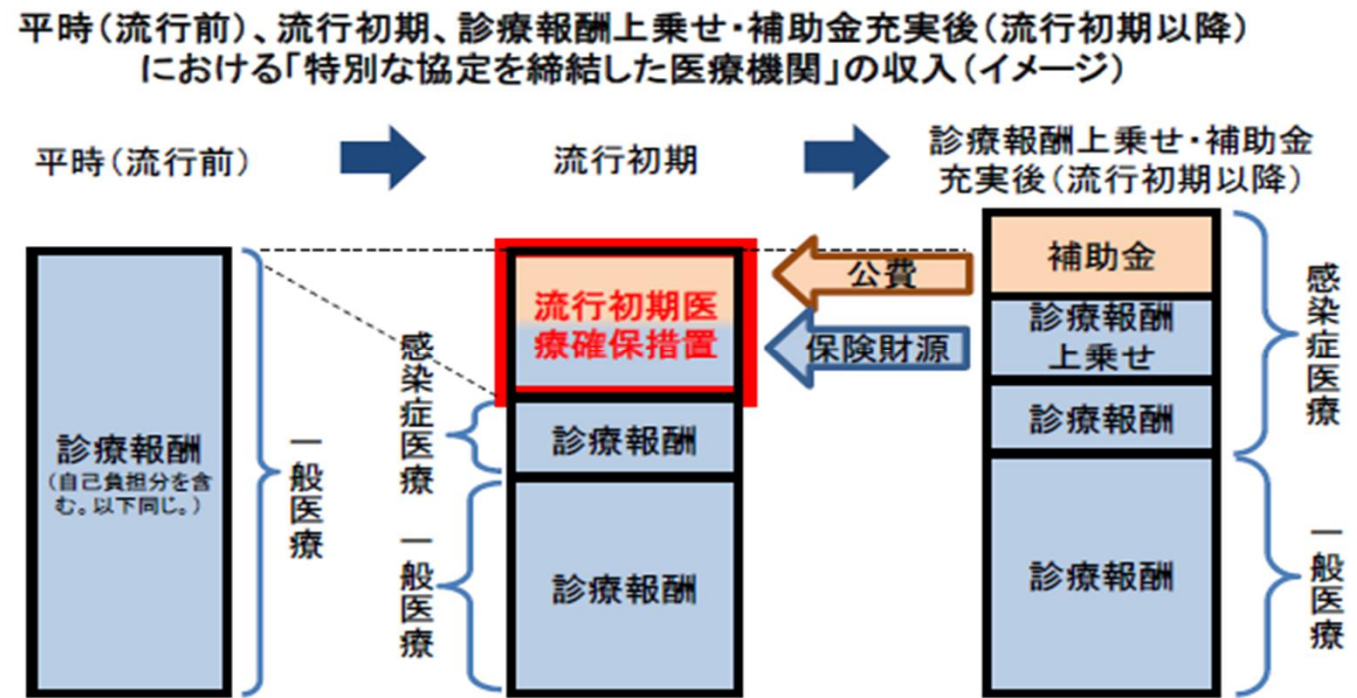 平時(流行前)、流行初期、診療報酬上乗せ・補助金充実後(流行初期以降)
における「特別な協定を締結した医療機関」の収入(イメージ)
平時(流行前)
流行初期
診療報酬上乗せ・補助金
充実後(流行初期以降)
診療報酬
(自己負担分を含
む。以下同じ。)
一般医療
感染症医療
一般医療
流行初期医
療確保措置
診療報酬
診療報酬
公費
保険財源
補助金
診療報酬
上乗せ
診療報酬
診療報酬
感染症医療
一般医療